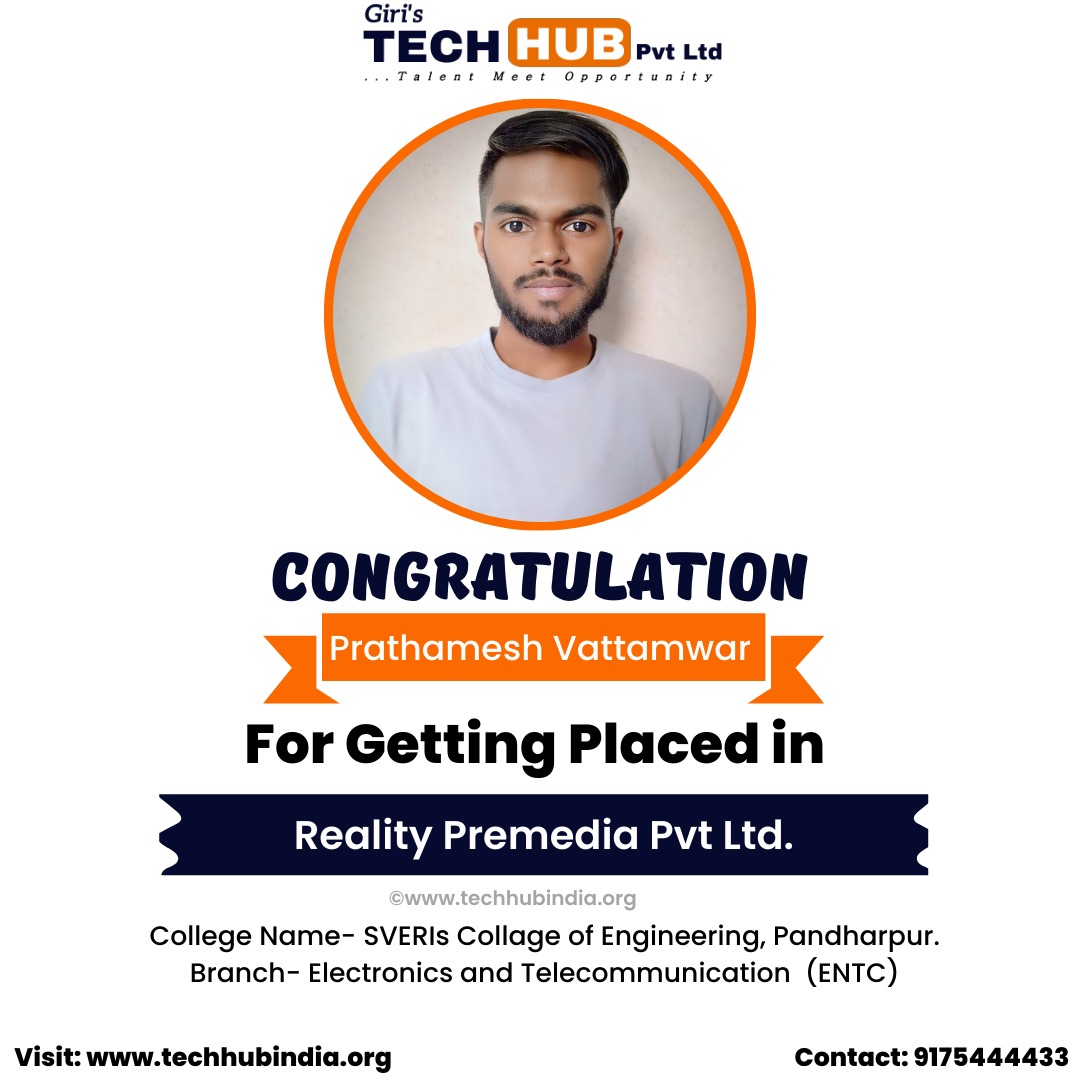 Giri's
TECH HUB Pvt Ltd
...Talent Meet Opportunity
CONGRATULATION
Prathamesh Vattamwar
For Getting Placed in
Reality Premedia Pvt Ltd.
©www.techhubindia.org
College Name- SVERIs Collage of Engineering, Pandharpur.
Branch- Electronics and Telecommunication (ENTC)
Visit: www.techhubindia.org
Contact: 9175444433